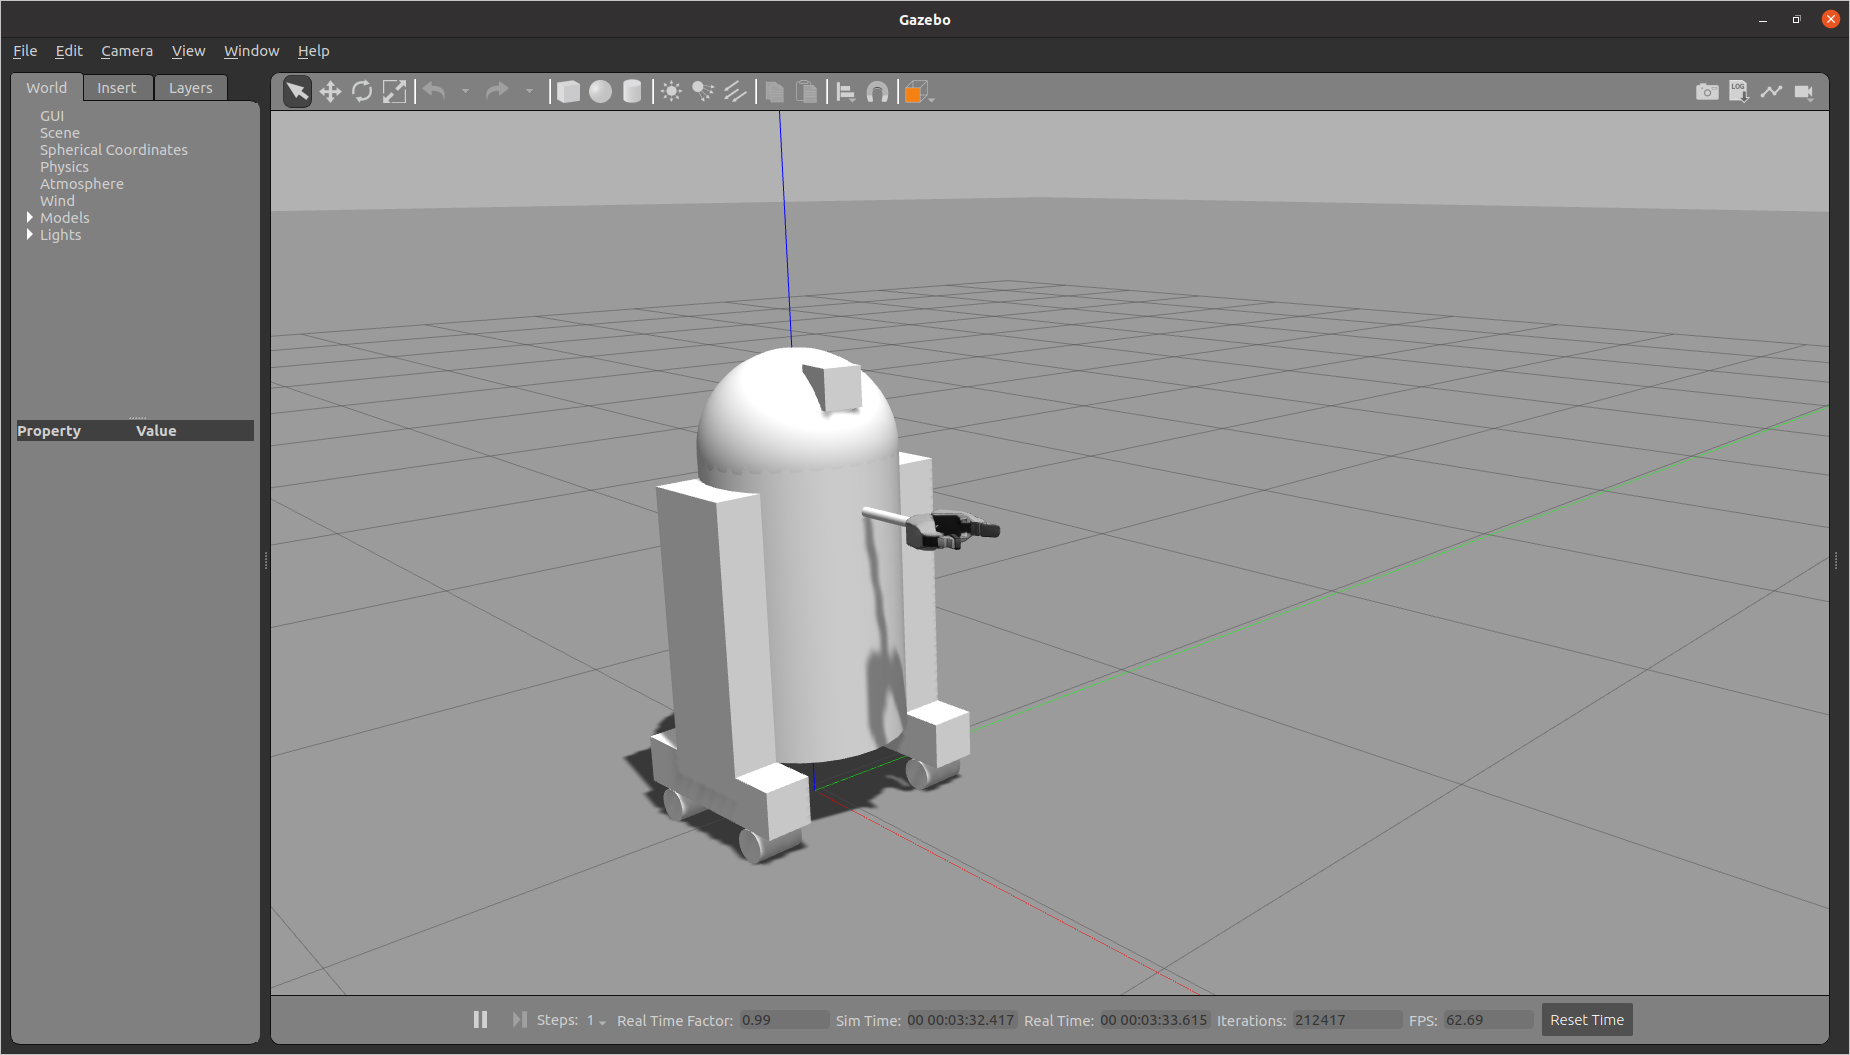 Gazebo
File Edit Camera View Window Help
World Insert Layers
LOG
GUI
Scene
Spherical Coordinates
Physics
Atmosphere
Wind
Models
Lights
Property Value
Steps: 1 Real Time Factor: 0.99 Sim Time: 00 00:03:32.417 Real Time: 00 00:03:33.615 Iterations: 212417 FPS: 62.69 Reset Time